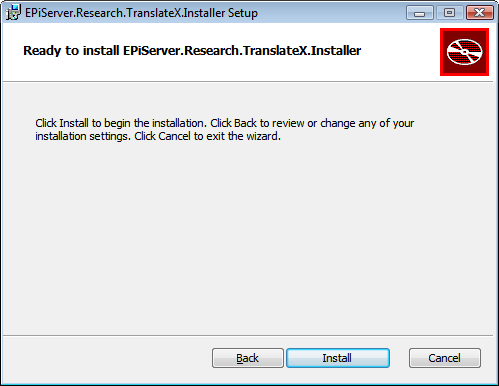 EPiServer.Research.TranslateX.Installer Setup
Ready to install EPiServer.Research.TranslateX.Installer
Click Install to begin the installation. Click Back to review or change any of your
installation settings. Click Cancel to exit the wizard.
Back
Install
Cancel